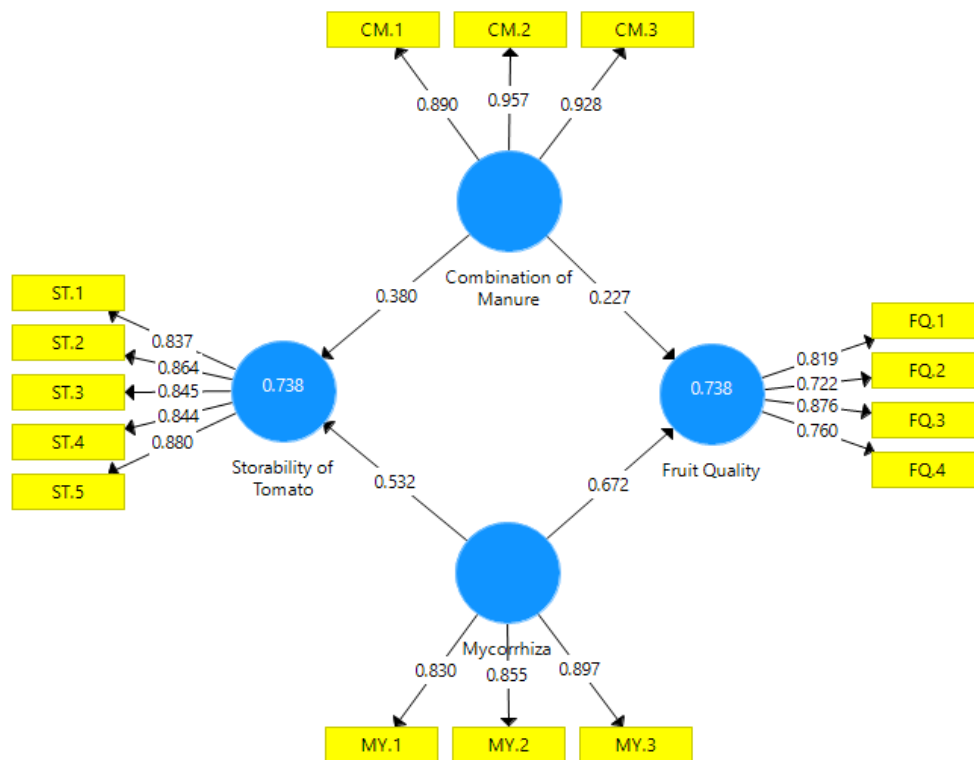 CM.1
CM.2
CM.3
0.890
0.957
0.928
Combination of
Manure
0.380
0.227
ST.1
ST.2
ST.3
ST.4
ST.5
0.837
0.864
0.845
0.844
0.880
0.738
Storability of
Tomato
0.738
Fruit Quality
0.819
0.722
0.876
0.760
FQ.1
FQ.2
FQ.3
FQ.4
0.532
0.672
Mycorrhiza
0.830
0.855
0.897
MY.1
MY.2
MY.3